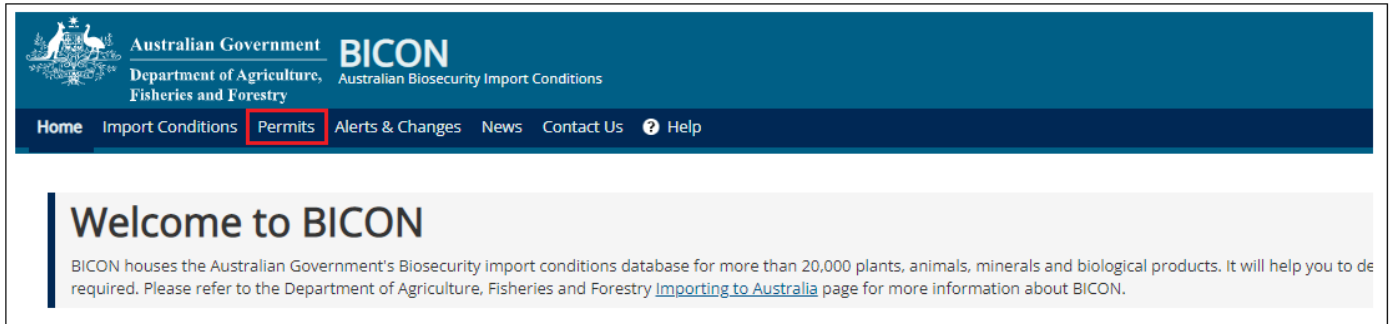 Australian Government
Department of Agriculture,
Fisheries and Forestry
BICON
Australian Biosecurity Import Conditions
Home Import Conditions Permits Alerts & Changes News Contact Us ? Help
Welcome to BICON
BICON houses the Australian Government's Biosecurity import conditions database for more than 20,000 plants, animals, minerals and biological products. It will help you to de
required. Please refer to the Department of Agriculture, Fisheries and Forestry Importing to Australia page for more information about BICON.